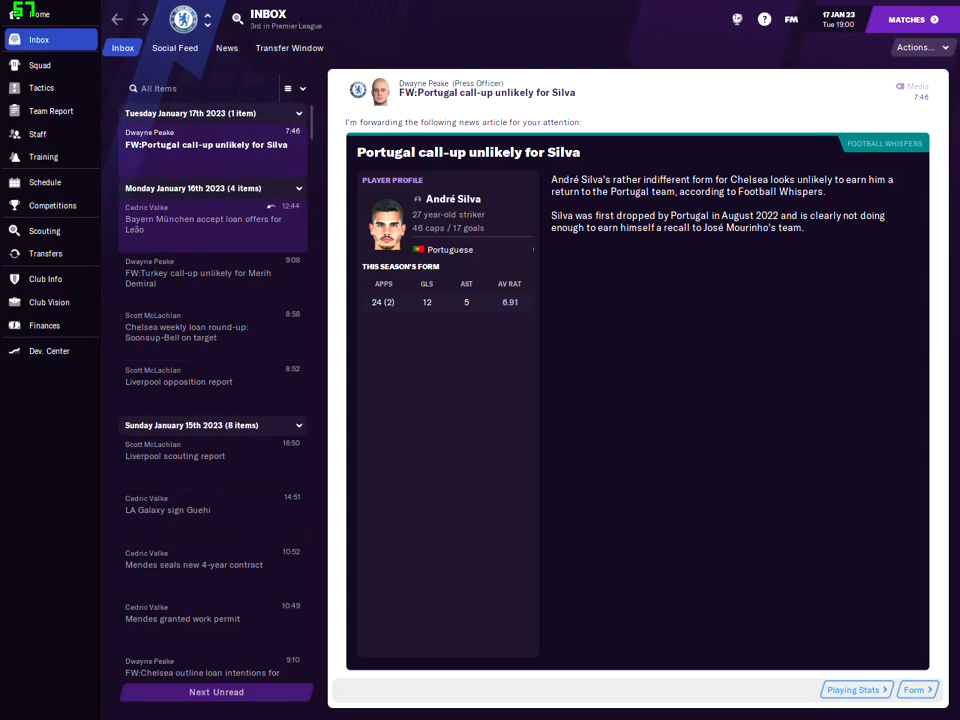 57
ome
Inbox
Squad
Tactics
Team Report
Staff
Training
Schedule
Competitions
Scouting
Transfers
Club Info
Club Vision
Finances
Dev. Center
INBOX
3rd in Premier League
?
FM
17 JAN 23
Tue 19:00
MATCHES
Inbox
Social Feed
News
Transfer Window
Actions...
All Items
Tuesday January 17th 2023 (1 item)
Dwayne Peake
7:46
FW:Portugal call-up unlikely for Silva
Monday January 16th 2023 (4 items)
Cedric Valke
12:44
Bayern München accept loan offers for
Leão
Dwayne Peake
9:08
FW:Turkey call-up unlikely for Merih
Demiral
Scott McLachlan
8:58
Chelsea weekly loan round-up:
Soonsup-Bell on target
Scott McLachlan
8:52
Liverpool opposition report
Sunday January 15th 2023 (8 items)
Scott McLachlan
16:50
Liverpool scouting report
Cedric Valke
14:51
LA Galaxy sign Guehi
Cedric Valke
10:52
Mendes seals new 4-year contract
Cedric Valke
10:49
Mendes granted work permit
Dwayne Peake
9:10
FW:Chelsea outline loan intentions for
Next Unread
Dwayne Peake (Press Officer)
FW:Portugal call-up unlikely for Silva
Media
7:46
I'm forwarding the following news article for your attention:
FOOTBALL WHISPERS
Portugal call-up unlikely for Silva
PLAYER PROFILE
André Silva
27 year-old striker
46 caps / 17 goals
Portuguese
THIS SEASON'S FORM
APPS GLS AST AV RAT
24 (2) 12 5 6.91
André Silva's rather indifferent form for Chelsea looks unlikely to earn him a
return to the Portugal team, according to Football Whispers.
Silva was first dropped by Portugal in August 2022 and is clearly not doing
enough to earn himself a recall to José Mourinho's team.
Playing Stats
Form